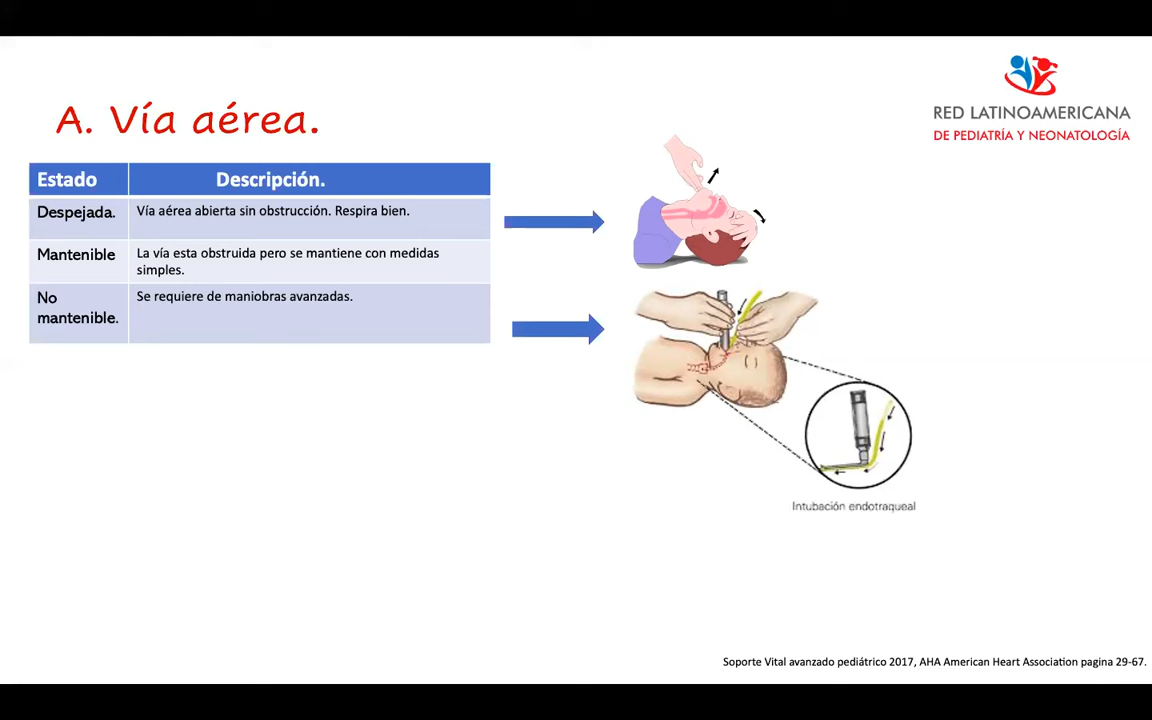 RED LATINOAMERICANA
DE PEDIATRÍA Y NEONATOLOGÍA
A. Vía aérea.
Estado Descripción.
Despejada. Vía aérea abierta sin obstrucción. Respira bien.
Mantenible La vía esta obstruida pero se mantiene con medidas
simples.
No Se requiere de maniobras avanzadas.
mantenible.
Intubación endotraqueal
Soporte Vital avanzado pediátrico 2017, AHA American Heart Association pagina 29-67.